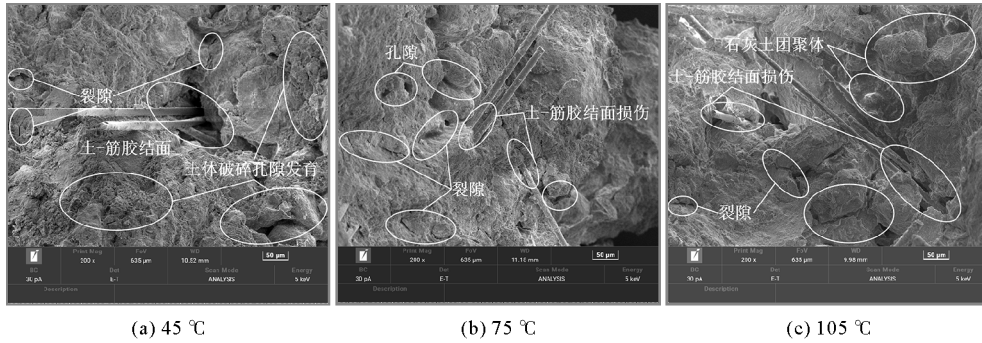 裂隙
土-筋胶结面
土体破碎孔隙发育
Print Mag FoV WD
200 x 635 µm 10.52 mm 50 µm
BC Det Scan Mode Energy
30 pA E-T ANALYSIS 5 keV
Description
(a) 45 ℃
孔隙
土-筋胶结面损伤
裂隙
Print Mag FoV WD
200 x 635 µm 11.16 mm 50 µm
BC Det Scan Mode Energy
30 pA E-T ANALYSIS 5 keV
Description
(b) 75 ℃
石灰土团聚体
土-筋胶结面损伤
裂隙
Print Mag FoV WD
200 x 635 µm 9.98 mm 50 µm
BC Det Scan Mode Energy
30 pA E-T ANALYSIS 5 keV
Description
(c) 105 ℃